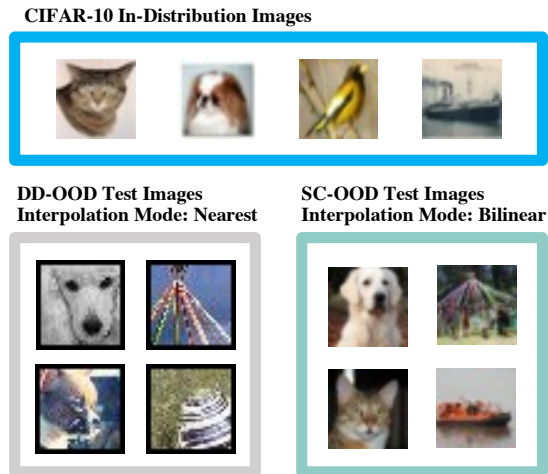 CIFAR-10 In-Distribution Images
DD-OOD Test Images
Interpolation Mode: Nearest
SC-OOD Test Images
Interpolation Mode: Bilinear